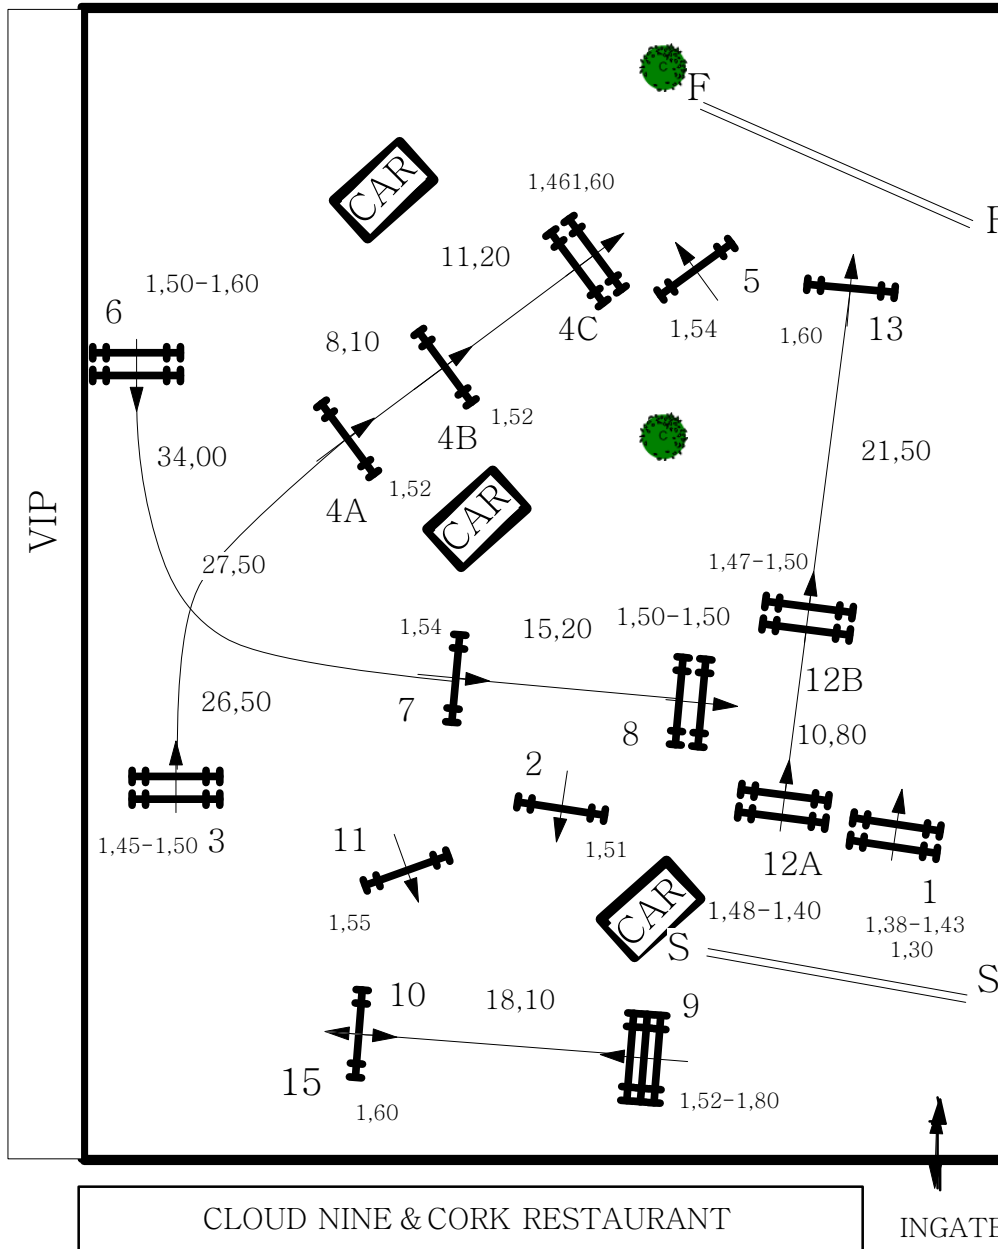 F
CAR
1,461,60
F
11,20
5
1,50-1,60
6
4C
1,54
13
1,60
8,10
4B
1,52
34,00
21,50
1,52
4A
CAR
VIP
27,50
1,47-1,50
1,54
15,20
1,50-1,50
12B
26,50
7
8
10,80
2
11
1,45-1,50 3
1,51
12A
1
1,55
CAR
1,48-1,40
1,38-1,43
1,30
S
S
10
18,10
9
15
1,60
1,52-1,80
CLOUD NINE & CORK RESTAURANT
INGATE